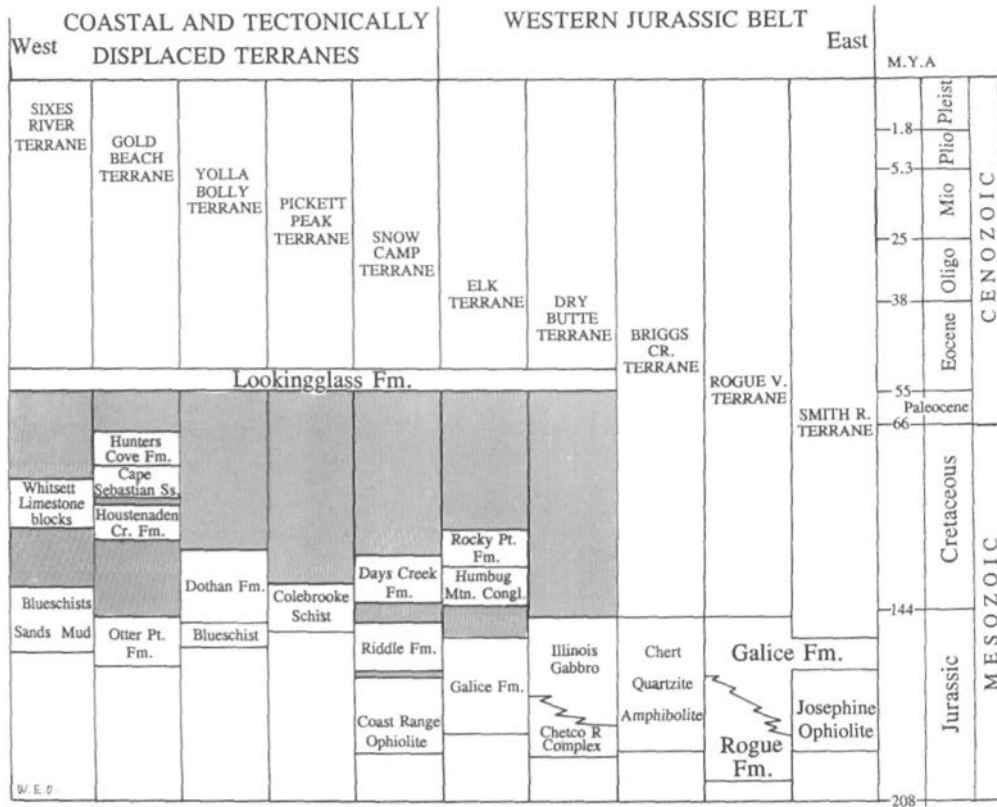 COASTAL AND TECTONICALLY
DISPLACED TERRANES
West
WESTERN JURASSIC BELT
East
M.Y.A
SIXES
RIVER
TERRANE
GOLD
BEACH
TERRANE
YOLLA
BOLLY
TERRANE
PICKETT
PEAK
TERRANE
SNOW
CAMP
TERRANE
ELK
TERRANE
DRY
BUTTE
TERRANE
BRIGGS
CR.
TERRANE
ROGUE V.
TERRANE
SMITH R.
TERRANE
Lookingglass Fm.
Whitsett
Limestone
blocks
Blueschists
Sands Mud
Hunters
Cove Fm.
Cape
Sebastian Ss.
Houstenaden
Cr. Fm.
Otter Pt.
Fm.
Dothan Fm.
Blueschist
Colebrooke
Schist
Days Creek
Fm.
Riddle Fm.
Coast Range
Ophiolite
Rocky Pt.
Fm.
Humbug
Mtn. Congl.
Galice Fm.
Illinois
Gabbro
Chetco R
Complex
Chert
Quartzite
Amphibolite
Galice Fm.
Rogue
Fm.
Josephine
Ophiolite
1.8
5.3
25
38
55
66
144
208
Pleist
Plio
Mio
Oligo
Eocene
Paleocene
Cretaceous
Jurassic
CENOZOIC
MESOZOIC
W.E.O.